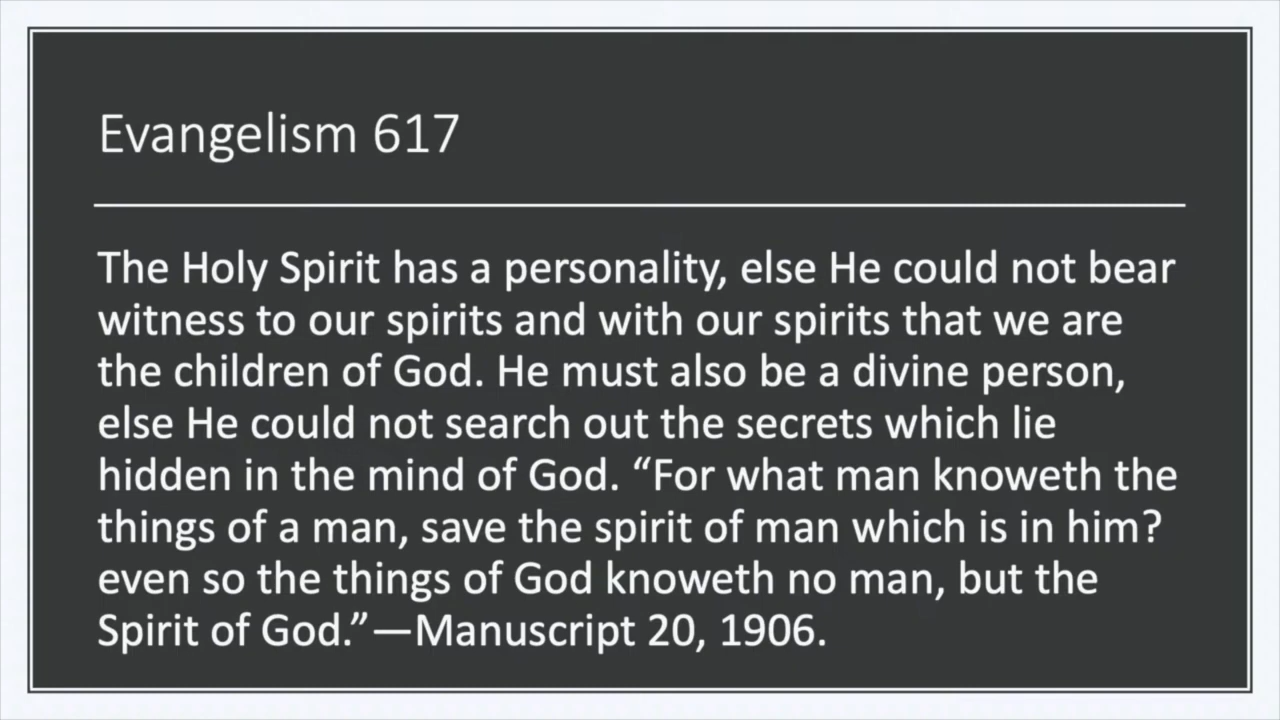 Evangelism 617
The Holy Spirit has a personality, else He could not bear
witness to our spirits and with our spirits that we are
the children of God. He must also be a divine person,
else He could not search out the secrets which lie
hidden in the mind of God. “For what man knoweth the
things of a man, save the spirit of man which is in him?
even so the things of God knoweth no man, but the
Spirit of God.”—Manuscript 20, 1906.